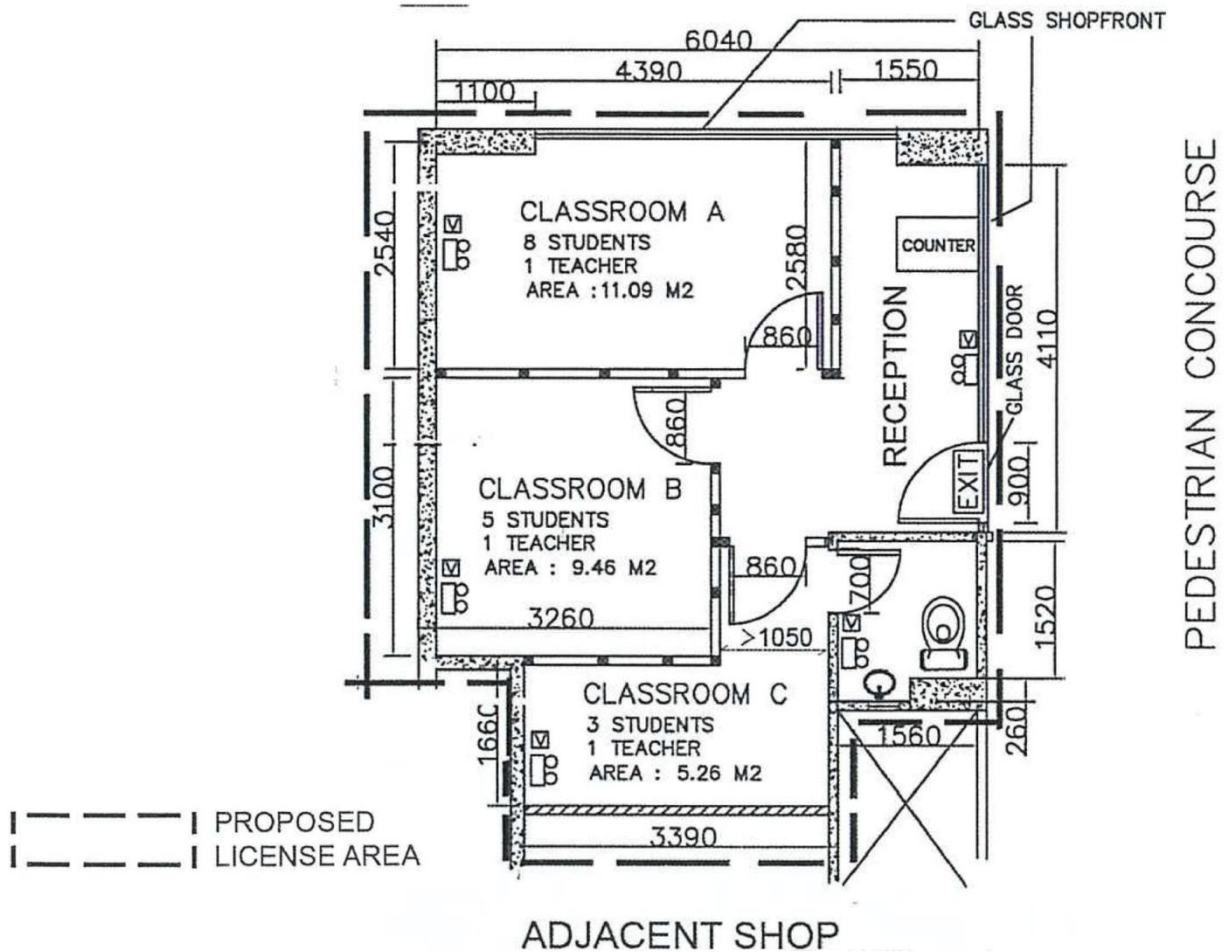 GLASS SHOPFRONT
6040
4390
1550
1100
CLASSROOM A
8 STUDENTS
1 TEACHER
AREA :11.09 M2
V
2540
2580
860
COUNTER
RECEPTION
V
GLASS DOOR
4110
PEDESTRIAN CONCOURSE
860
EXIT
900
3100
CLASSROOM B
5 STUDENTS
1 TEACHER
AREA : 9.46 M2
V
3260
860
700
V
>1050
1520
CLASSROOM C
3 STUDENTS
1 TEACHER
AREA : 5.26 M2
V
1660
1560
260
3390
PROPOSED
LICENSE AREA
ADJACENT SHOP